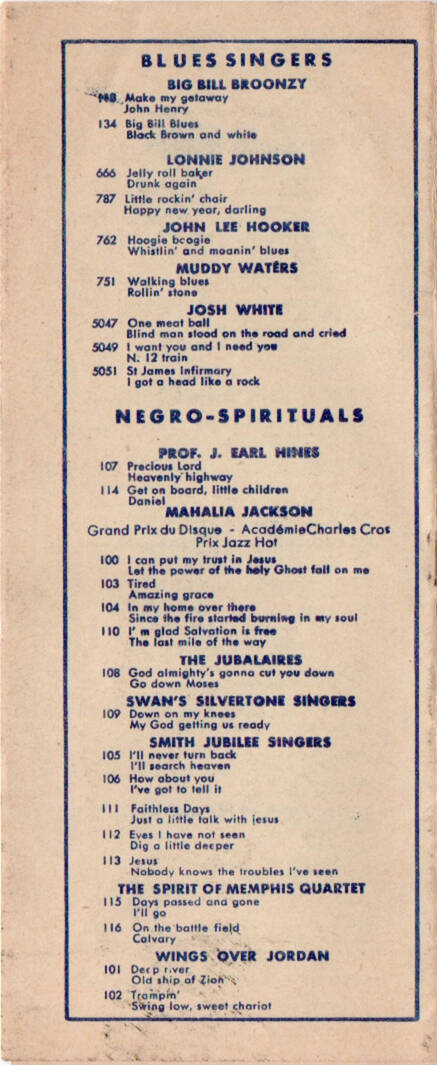 BLUES SINGERS
BIG BILL BROONZY
Make my getaway
John Henry
134 Big Bill Blues
Black Brown and white
LONNIE JOHNSON
666 Jelly roll baker
Drunk again
787 Little rockin' chair
Happy new year, darling
JOHN LEE HOOKER
762 Hoogie boogie
Whistlin' and moanin' blues
MUDDY WATERS
751 Walking blues
Rollin' stone
JOSH WHITE
5047 One meat ball
Blind man stood on the road and cried
5049 I want you and I need you
N. 12 train
5051 St James Infirmary
I got a head like a rock
NEGRO-SPIRITUALS
PROF. J. EARL HINES
107 Precious Lord
Heavenly highway
114 Get on board, little children
Daniel
MAHALIA JACKSON
Grand Prix du Disque - Académie Charles Cros
Prix Jazz Hot
100 I can put my trust in Jesus
Let the power of the holy Ghost fall on me
103 Tired
Amazing grace
104 In my home over there
Since the fire started burning in my soul
110 I' m glad Salvation is free
The last mile of the way
THE JUBALAIRES
108 God almighty's gonna cut you down
Go down Moses
SWAN'S SILVERTONE SINGERS
109 Down on my knees
My God getting us ready
SMITH JUBILEE SINGERS
105 I'll never turn back
I'll search heaven
106 How about you
I've got to tell it
111 Faithless Days
Just a little talk with jesus
112 Eyes I have not seen
Dig a little deeper
113 Jesus
Nobody knows the troubles I've seen
THE SPIRIT OF MEMPHIS QUARTET
115 Days passed and gone
I'll go
116 On the battle field
Calvary
WINGS OVER JORDAN
101 Deep river
Old ship of Zion
102 Trampin'
Swing low, sweet chariot